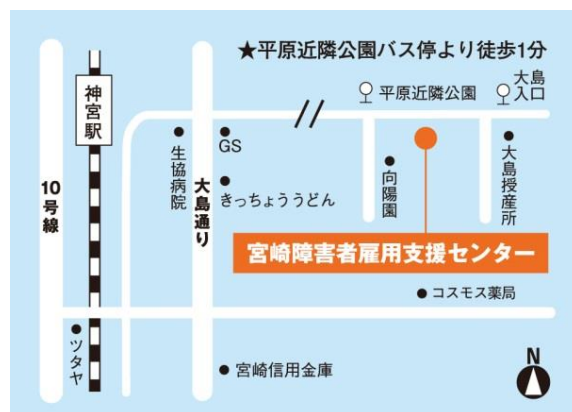 ★平原近隣公園バス停より徒歩1分
神宮駅
平原近隣公園
大島
入口
GS
生協病院
きっちょううどん
向陽園
大島授産所
10号線
大島通り
宮崎障害者雇用支援センター
コスモス薬局
ツタヤ
宮崎信用金庫
N